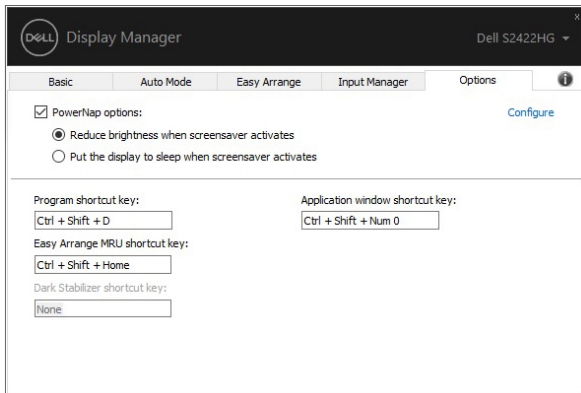 DELL Display Manager
Dell S2422HG
Basic Auto Mode Easy Arrange Input Manager Options
PowerNap options: Configure
Reduce brightness when screensaver activates
Put the display to sleep when screensaver activates
Program shortcut key: Application window shortcut key:
Ctrl + Shift + D Ctrl + Shift + Num 0
Easy Arrange MRU shortcut key:
Ctrl + Shift + Home
Dark Stabilizer shortcut key:
None